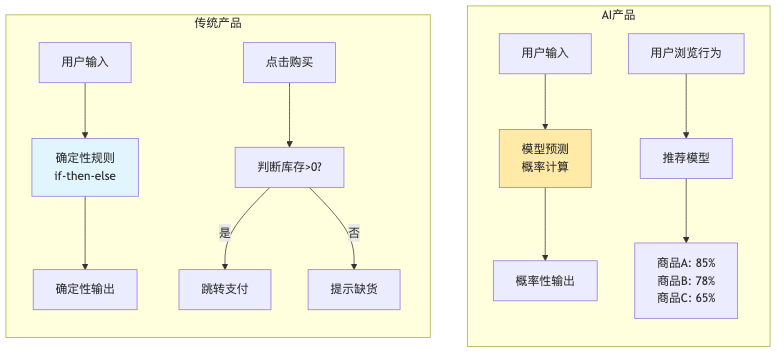 传统产品
用户输入
确定性规则
if-then-else
确定性输出
点击购买
判断库存>0?
是
否
跳转支付
提示缺货
AI产品
用户输入
模型预测
概率计算
概率性输出
用户浏览行为
推荐模型
商品A: 85%
商品B: 78%
商品C: 65%